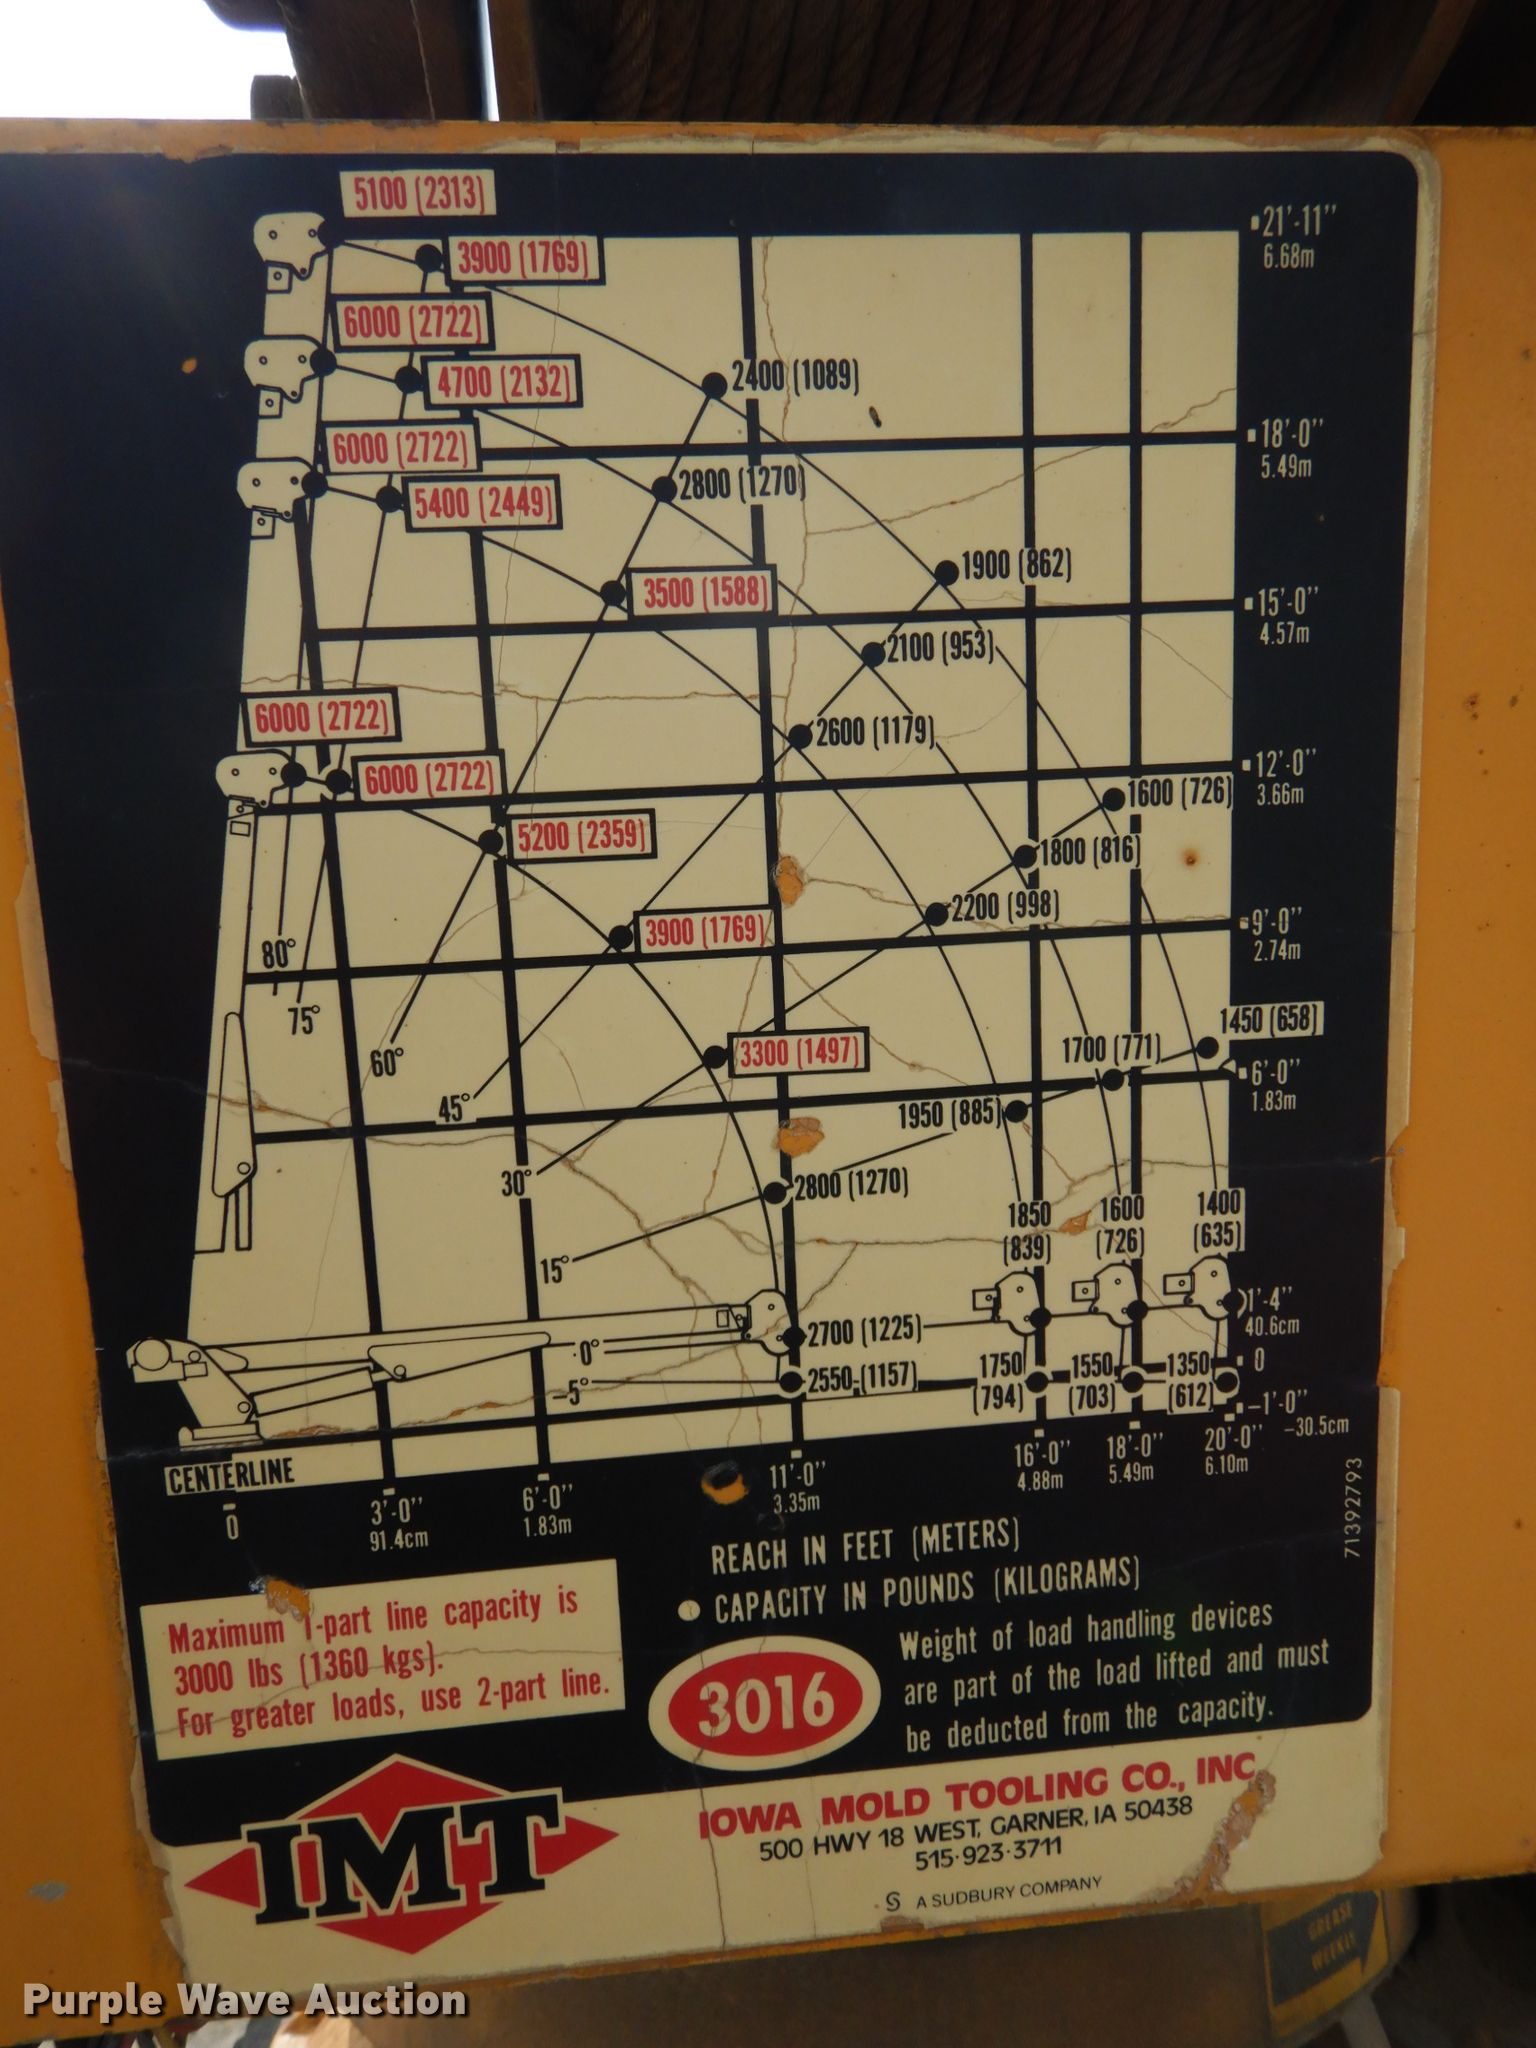 5100 (2313)
3900 (1769)
6000 (2722)
4700 (2132)
6000 (2722)
5400 (2449)
2400 (1089)
2800 (1270)
3500 (1588)
1900 (862)
2100 (953)
2600 (1179)
6000 (2722)
6000 (2722)
5200 (2359)
3900 (1769)
3300 (1497)
1600 (726)
1800 (816)
2200 (998)
1450 (658)
1700 (771)
1950 (885)
2800 (1270)
80°
75°
60°
45°
30°
15°
0°
-5°
1850
(839)
1600
(726)
1400
(635)
2700 (1225)
2550 (1157)
1750
(794)
1550
(703)
1350
(612)
21'-11"
6.68m
18'-0"
5.49m
15'-0"
4.57m
12'-0"
3.66m
9'-0"
2.74m
6'-0"
1.83m
1'-4"
40.6cm
0
-1'-0"
-30.5cm
CENTERLINE
0
3'-0"
91.4cm
6'-0"
1.83m
11'-0"
3.35m
16'-0"
4.88m
18'-0"
5.49m
20'-0"
6.10m
71392793
REACH IN FEET (METERS)
● CAPACITY IN POUNDS (KILOGRAMS)
Maximum 1-part line capacity is
3000 lbs (1360 kgs).
For greater loads, use 2-part line.
3016
Weight of load handling devices
are part of the load lifted and must
be deducted from the capacity.
IMT
IOWA MOLD TOOLING CO., INC.
500 HWY 18 WEST, GARNER, IA 50438
515·923·3711
S A SUDBURY COMPANY
GREASE
WEEKLY
Purple Wave Auction